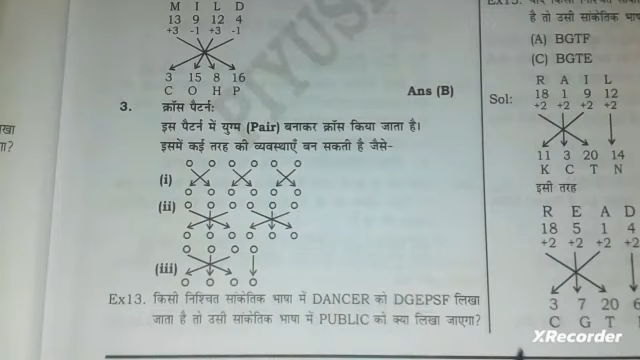 M I L D
13 9 12 4
+3 -1 +3 -1
3 15 8 16
C O H P
Ans (B)
3. क्रॉस पैटर्न:
इस पैटर्न में युग्म (Pair) बनाकर क्रॉस किया जाता है।
इसमें कई तरह की व्यवस्थाएँ बन सकती है जैसे-
(i)
(ii)
(iii)
Ex13. किसी निश्चित सांकेतिक भाषा में DANCER को DGEPSF लिखा
जाता है तो उसी सांकेतिक भाषा में PUBLIC को क्या लिखा जाएगा?
है तो उसी सांकेतिक भाषा
(A) BGTF
(C) BGTE
Sol:
R A I L
18 1 9 12
+2 +2 +2 +2
11 3 20 14
K C T N
इसी तरह
R E A D
18 5 1 4
+2 +2 +2 +2
3 7 20 6
C G T
PIYUSH
XRecorder